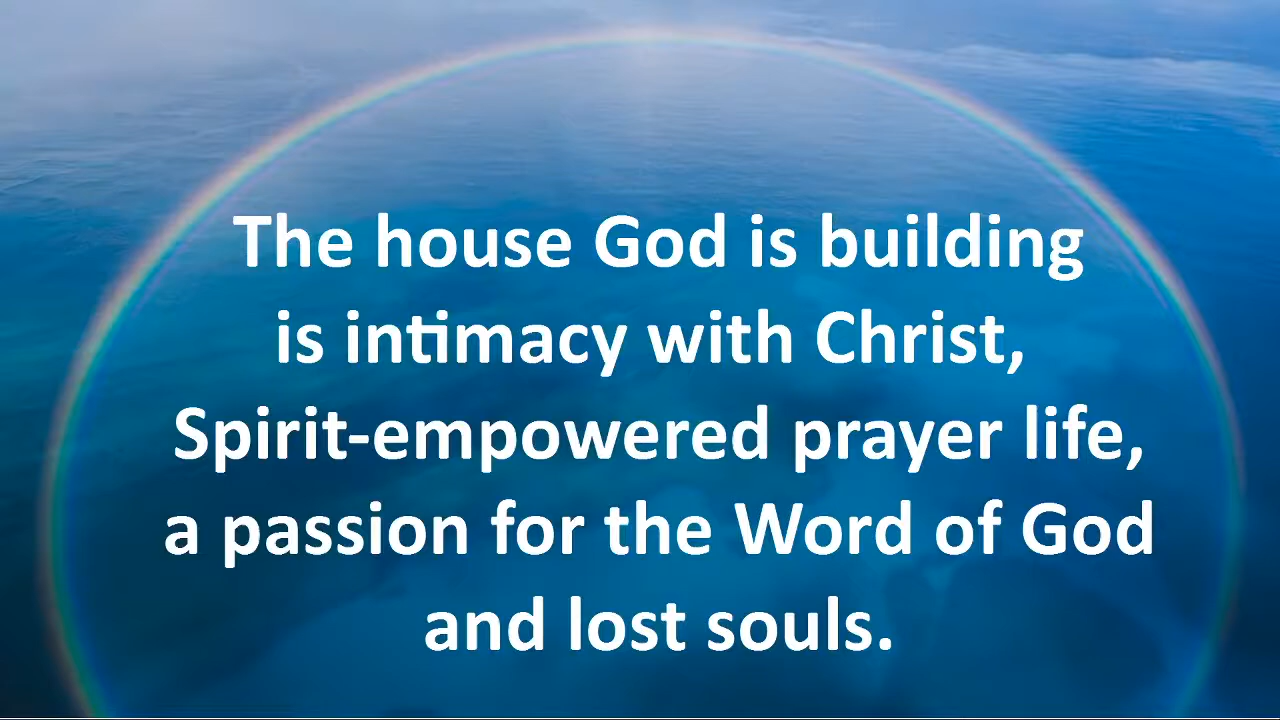 The house God is building
is intimacy with Christ,
Spirit-empowered prayer life,
a passion for the Word of God
and lost souls.